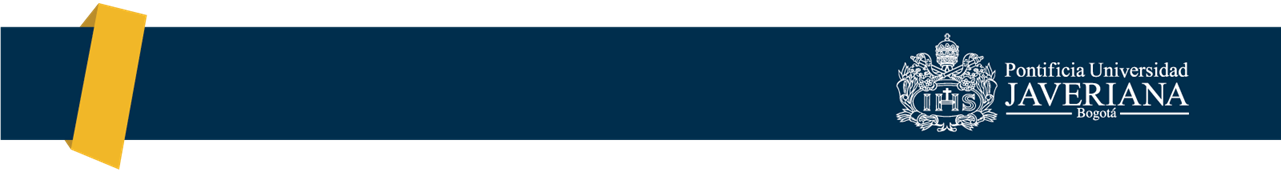 IHS
Pontificia Universidad
JAVERIANA
Bogotá